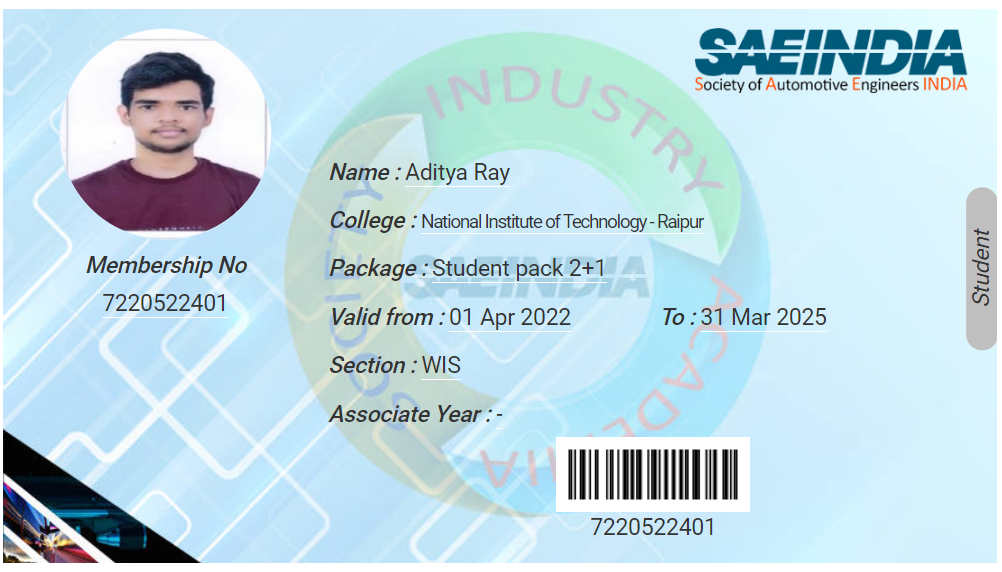 SAEINDIA
Society of Automotive Engineers INDIA
INDUSTRY
ACADEMIA
SOCIETY
SAEINDIA
Name : Aditya Ray
College : National Institute of Technology - Raipur
Package : Student pack 2+1
Valid from : 01 Apr 2022 To : 31 Mar 2025
Section : WIS
Associate Year : -
Membership No
7220522401
Student
7220522401